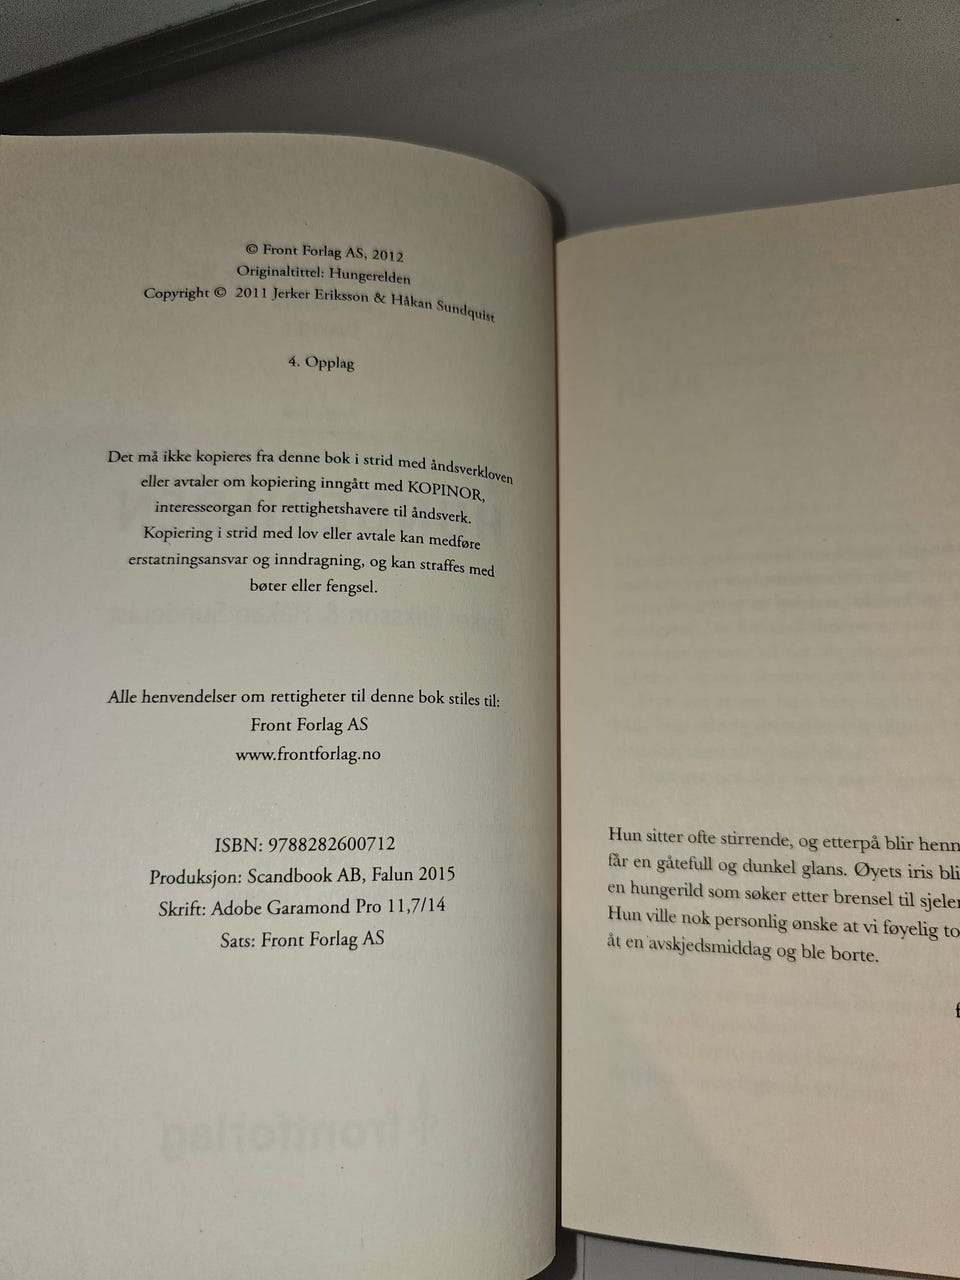 © Front Forlag AS, 2012
Originaltittel: Hungerelden
Copyright © 2011 Jerker Eriksson & Håkan Sundquist
4. Opplag
Det må ikke kopieres fra denne bok i strid med åndsverkloven
eller avtaler om kopiering inngått med KOPINOR,
interesseorgan for rettighetshavere til åndsverk.
Kopiering i strid med lov eller avtale kan medføre
erstatningsansvar og inndragning, og kan straffes med
bøter eller fengsel.
Alle henvendelser om rettigheter til denne bok stiles til:
Front Forlag AS
www.frontforlag.no
ISBN: 9788282600712
Produksjon: Scandbook AB, Falun 2015
Skrift: Adobe Garamond Pro 11,7/14
Sats: Front Forlag AS
Hun sitter ofte stirrende, og etterpå blir henn
får en gåtefull og dunkel glans. Øyets iris bli
en hungerild som søker etter brensel til sjele
Hun ville nok personlig ønske at vi føyelig to
åt en avskjedsmiddag og ble borte.